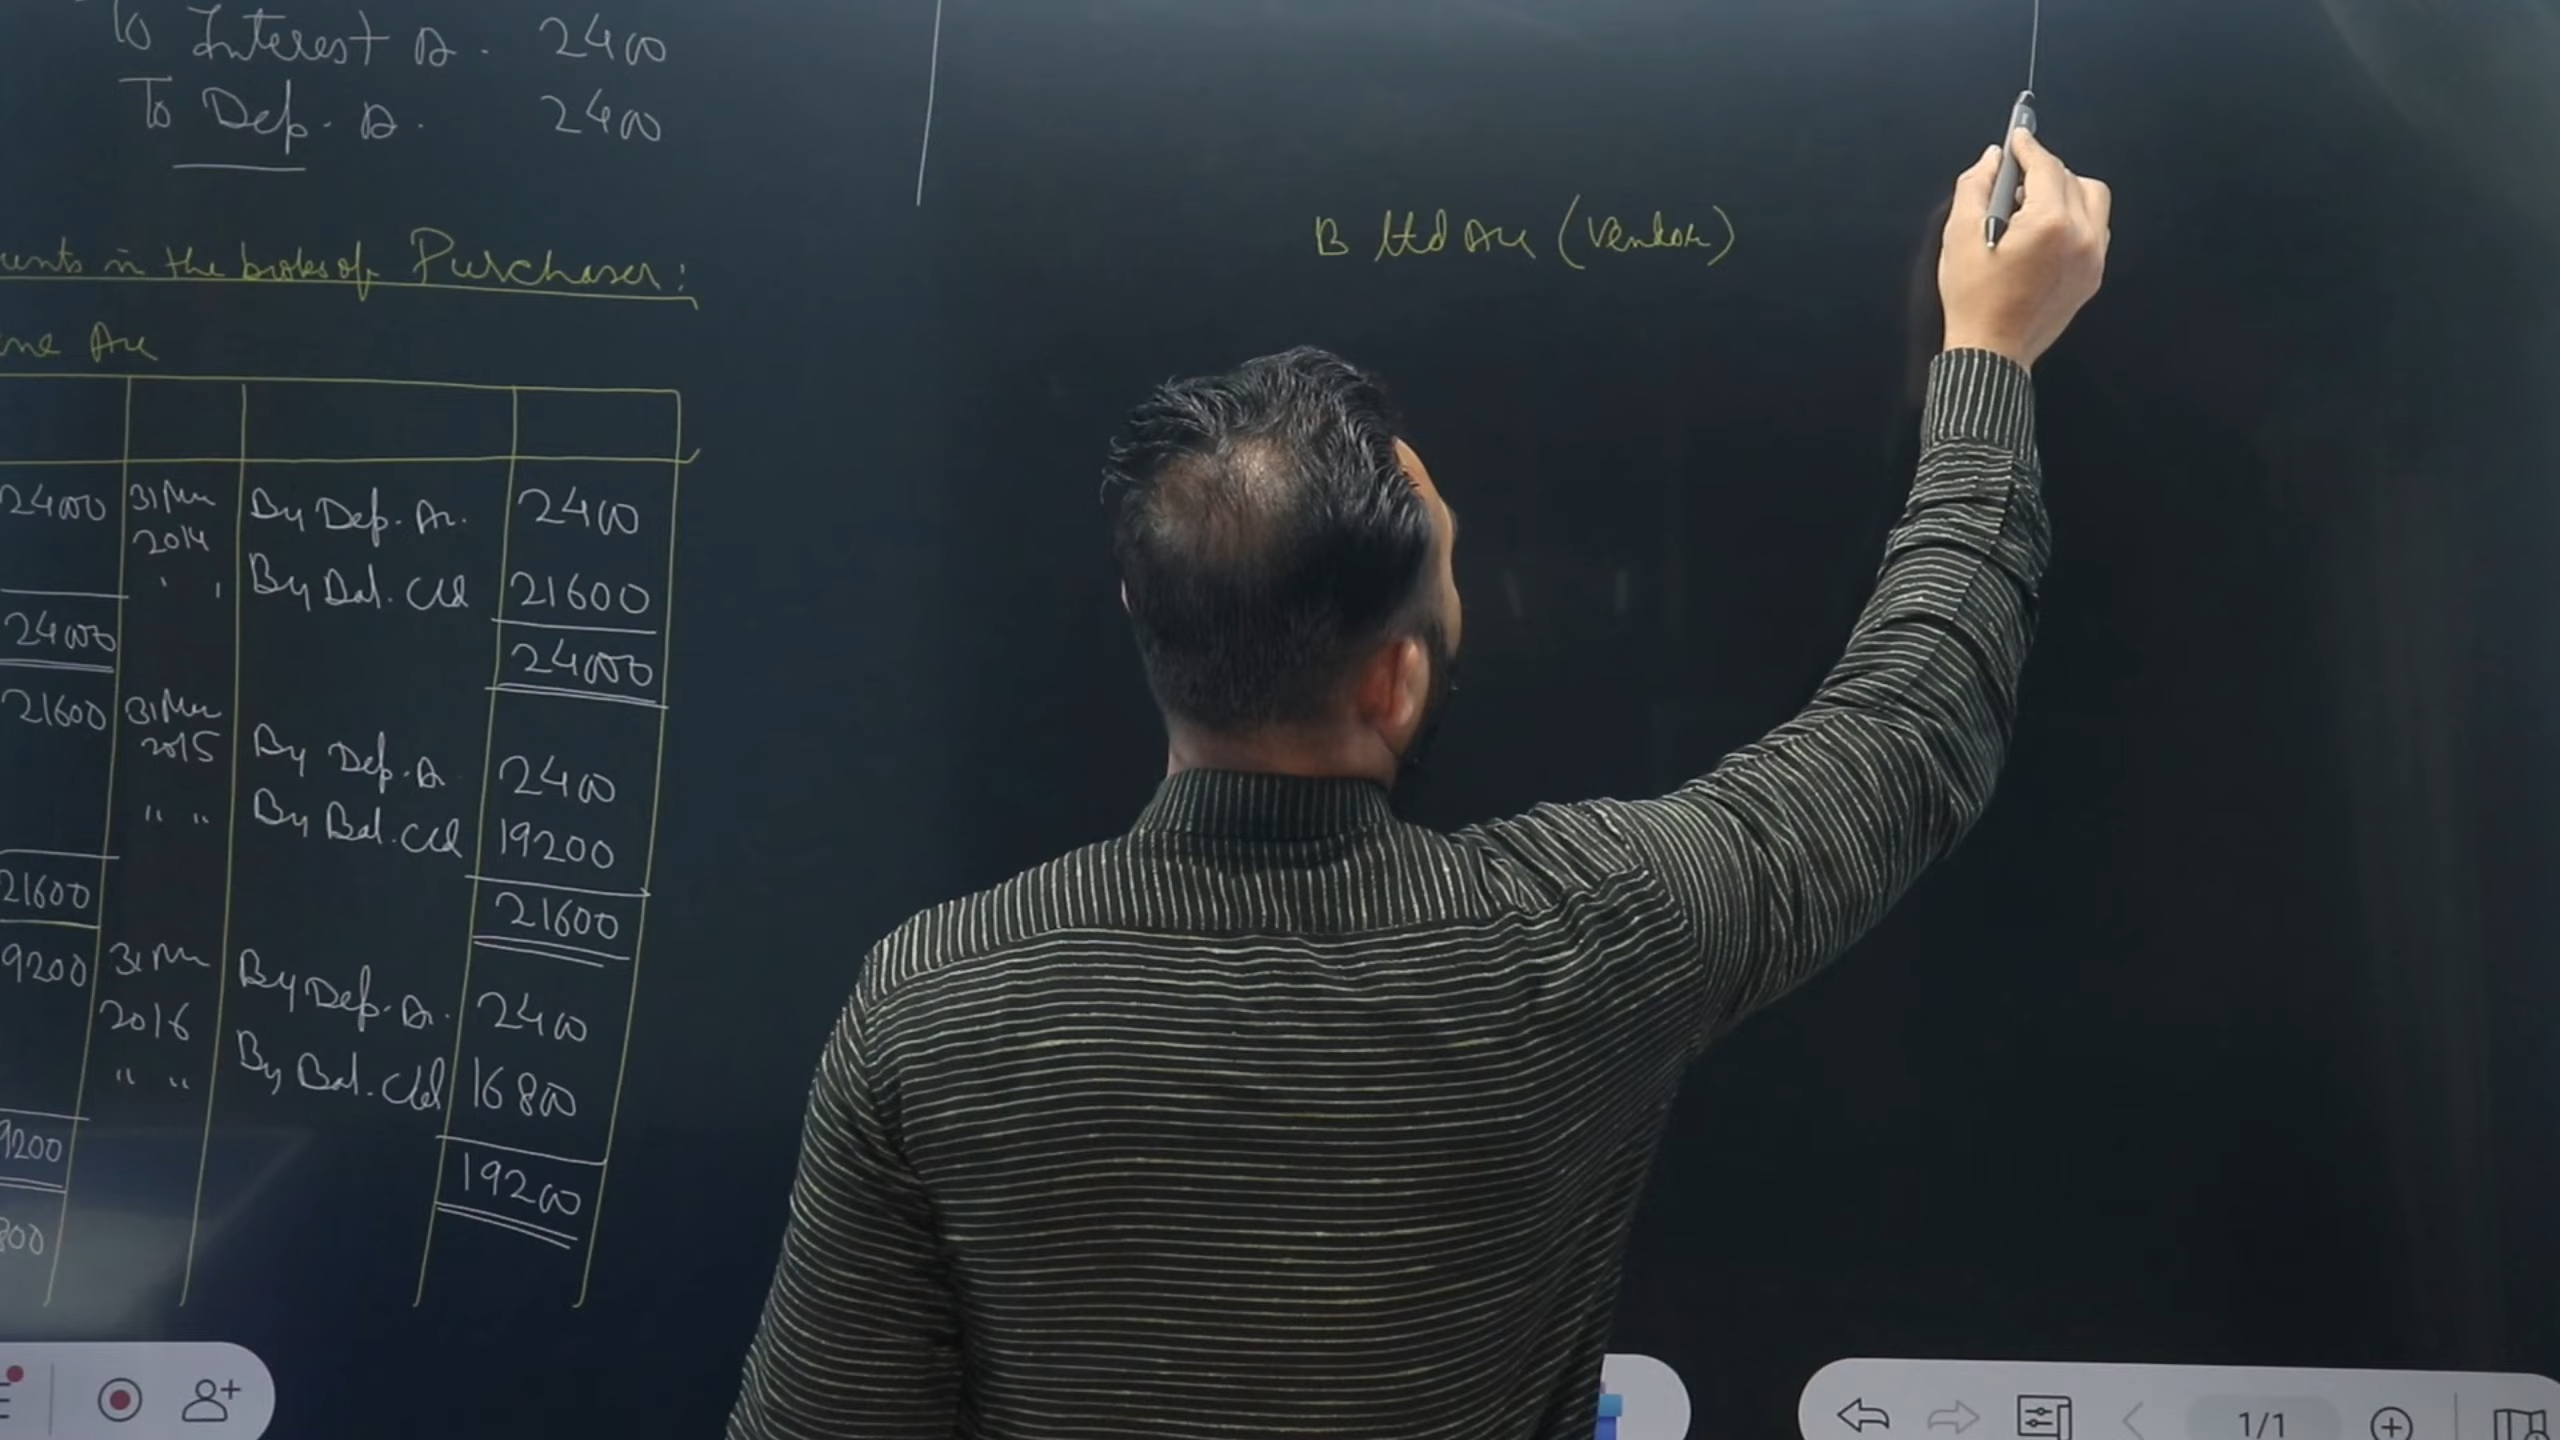 To Interest A. 2400
To Dep. A. 2400
unts in the books of Purchaser:
ne A/c
B Ltd A/c (Vendor)
24000 31 Mar 2014 By Dep. A/c. 2400
" " By Bal. C/d 21600
24000 24000
21600 31 Mar 2015 By Dep. A 2400
" " By Bal. C/d 19200
21600 21600
9200 31 Mar 2016 By Dep. A. 2400
" " By Bal. C/d 16800
9200 19200
800
1/1